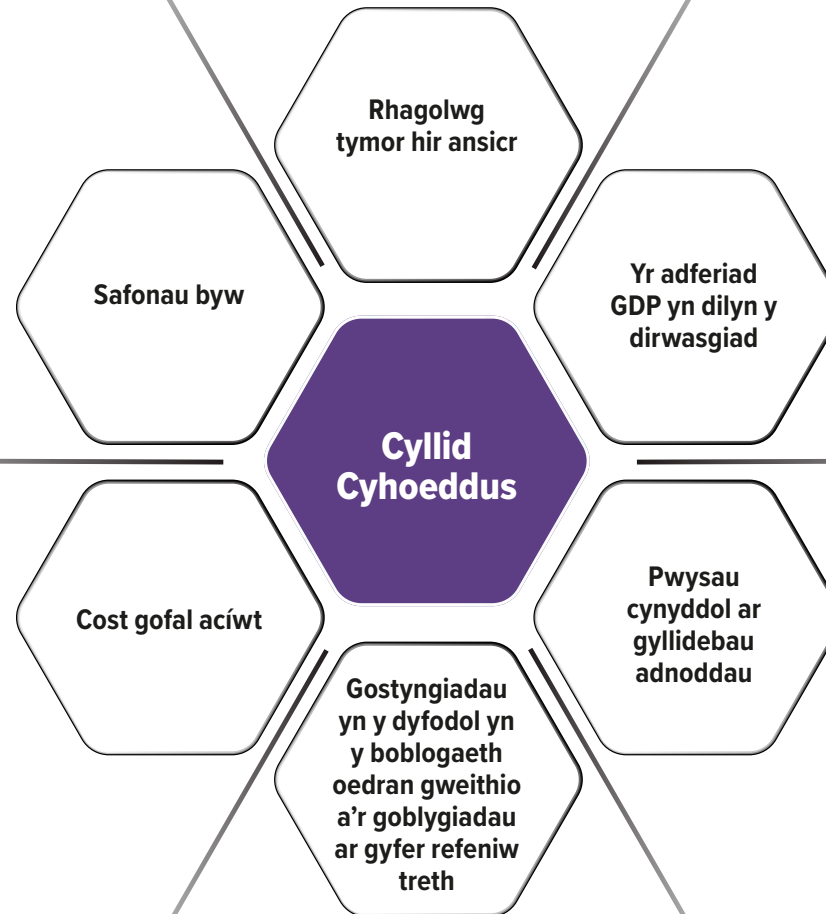 Rhagolwg
tymor hir ansicr
Safonau byw
Yr adferiad
GDP yn dilyn y
dirwasgiad
Cyllid
Cyhoeddus
Cost gofal acíwt
Pwysau
cynyddol ar
gyllidebau
adnoddau
Gostyngiadau
yn y dyfodol yn
y boblogaeth
oedran gweithio
a’r goblygiadau
ar gyfer refeniw
treth